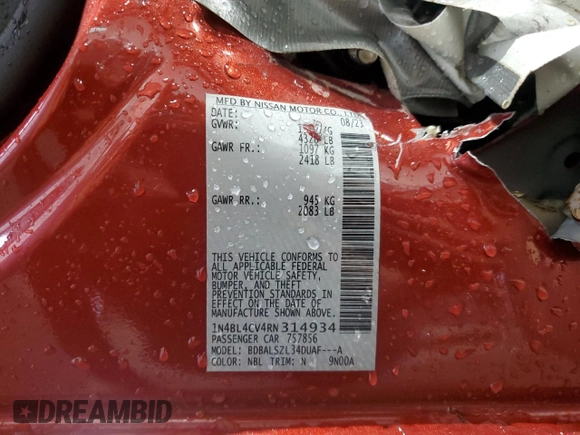 MFD BY NISSAN MOTOR CO., LTD.
DATE: 08/23
GVWR: KG
LB
GAWR FR.: 1097 KG
2418 LB
GAWR RR.: 945 KG
2083 LB
THIS VEHICLE CONFORMS TO
ALL APPLICABLE FEDERAL
MOTOR VEHICLE SAFETY,
BUMPER, AND THEFT
PREVENTION STANDARDS IN
EFFECT ON THE DATE OF
MANUFACTURE SHOWN ABOVE.
1N4BL4CV4RN314934
PASSENGER CAR 757856
MODEL: BDBALSZL34DUAF---A
COLOR: NBL TRIM: N 9N00A
DREAMBID